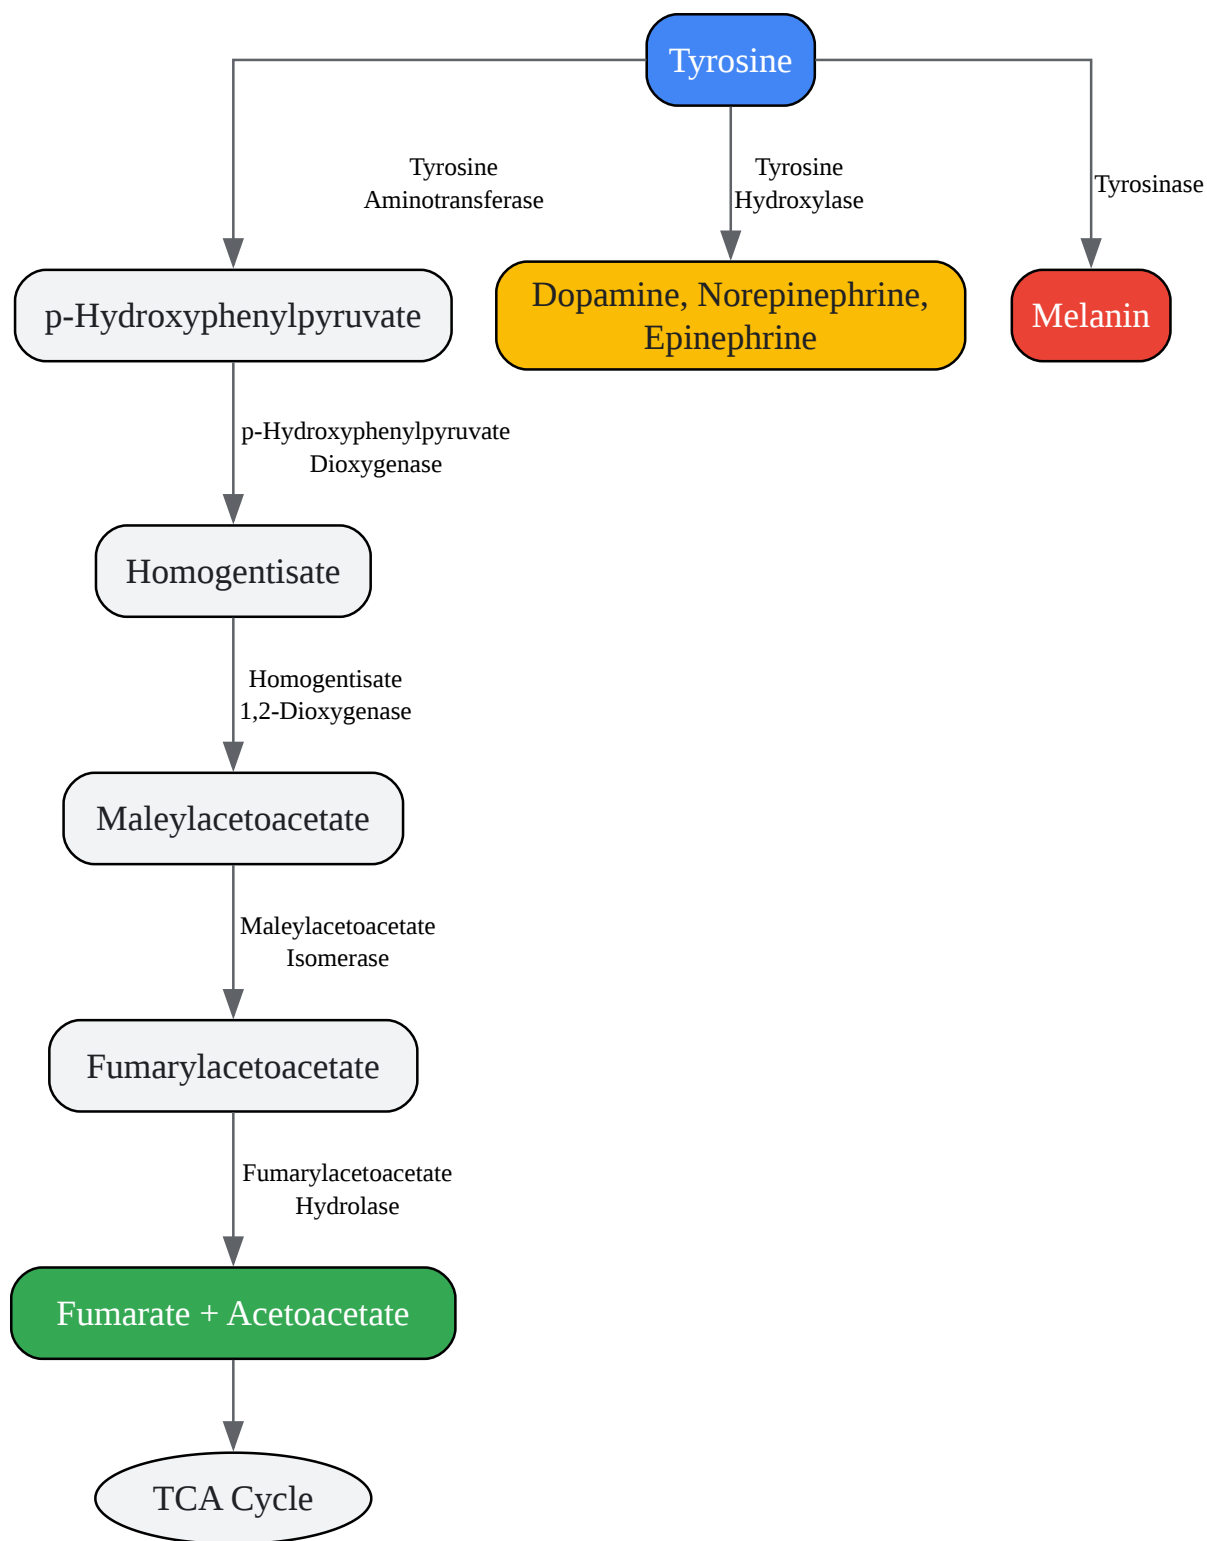 Tyrosine
Tyrosine
Aminotransferase
Tyrosine
Hydroxylase
Tyrosinase
p-Hydroxyphenylpyruvate
Dopamine, Norepinephrine,
Epinephrine
Melanin
p-Hydroxyphenylpyruvate
Dioxygenase
Homogentisate
Homogentisate
1,2-Dioxygenase
Maleylacetoacetate
Maleylacetoacetate
Isomerase
Fumarylacetoacetate
Fumarylacetoacetate
Hydrolase
Fumarate + Acetoacetate
TCA Cycle